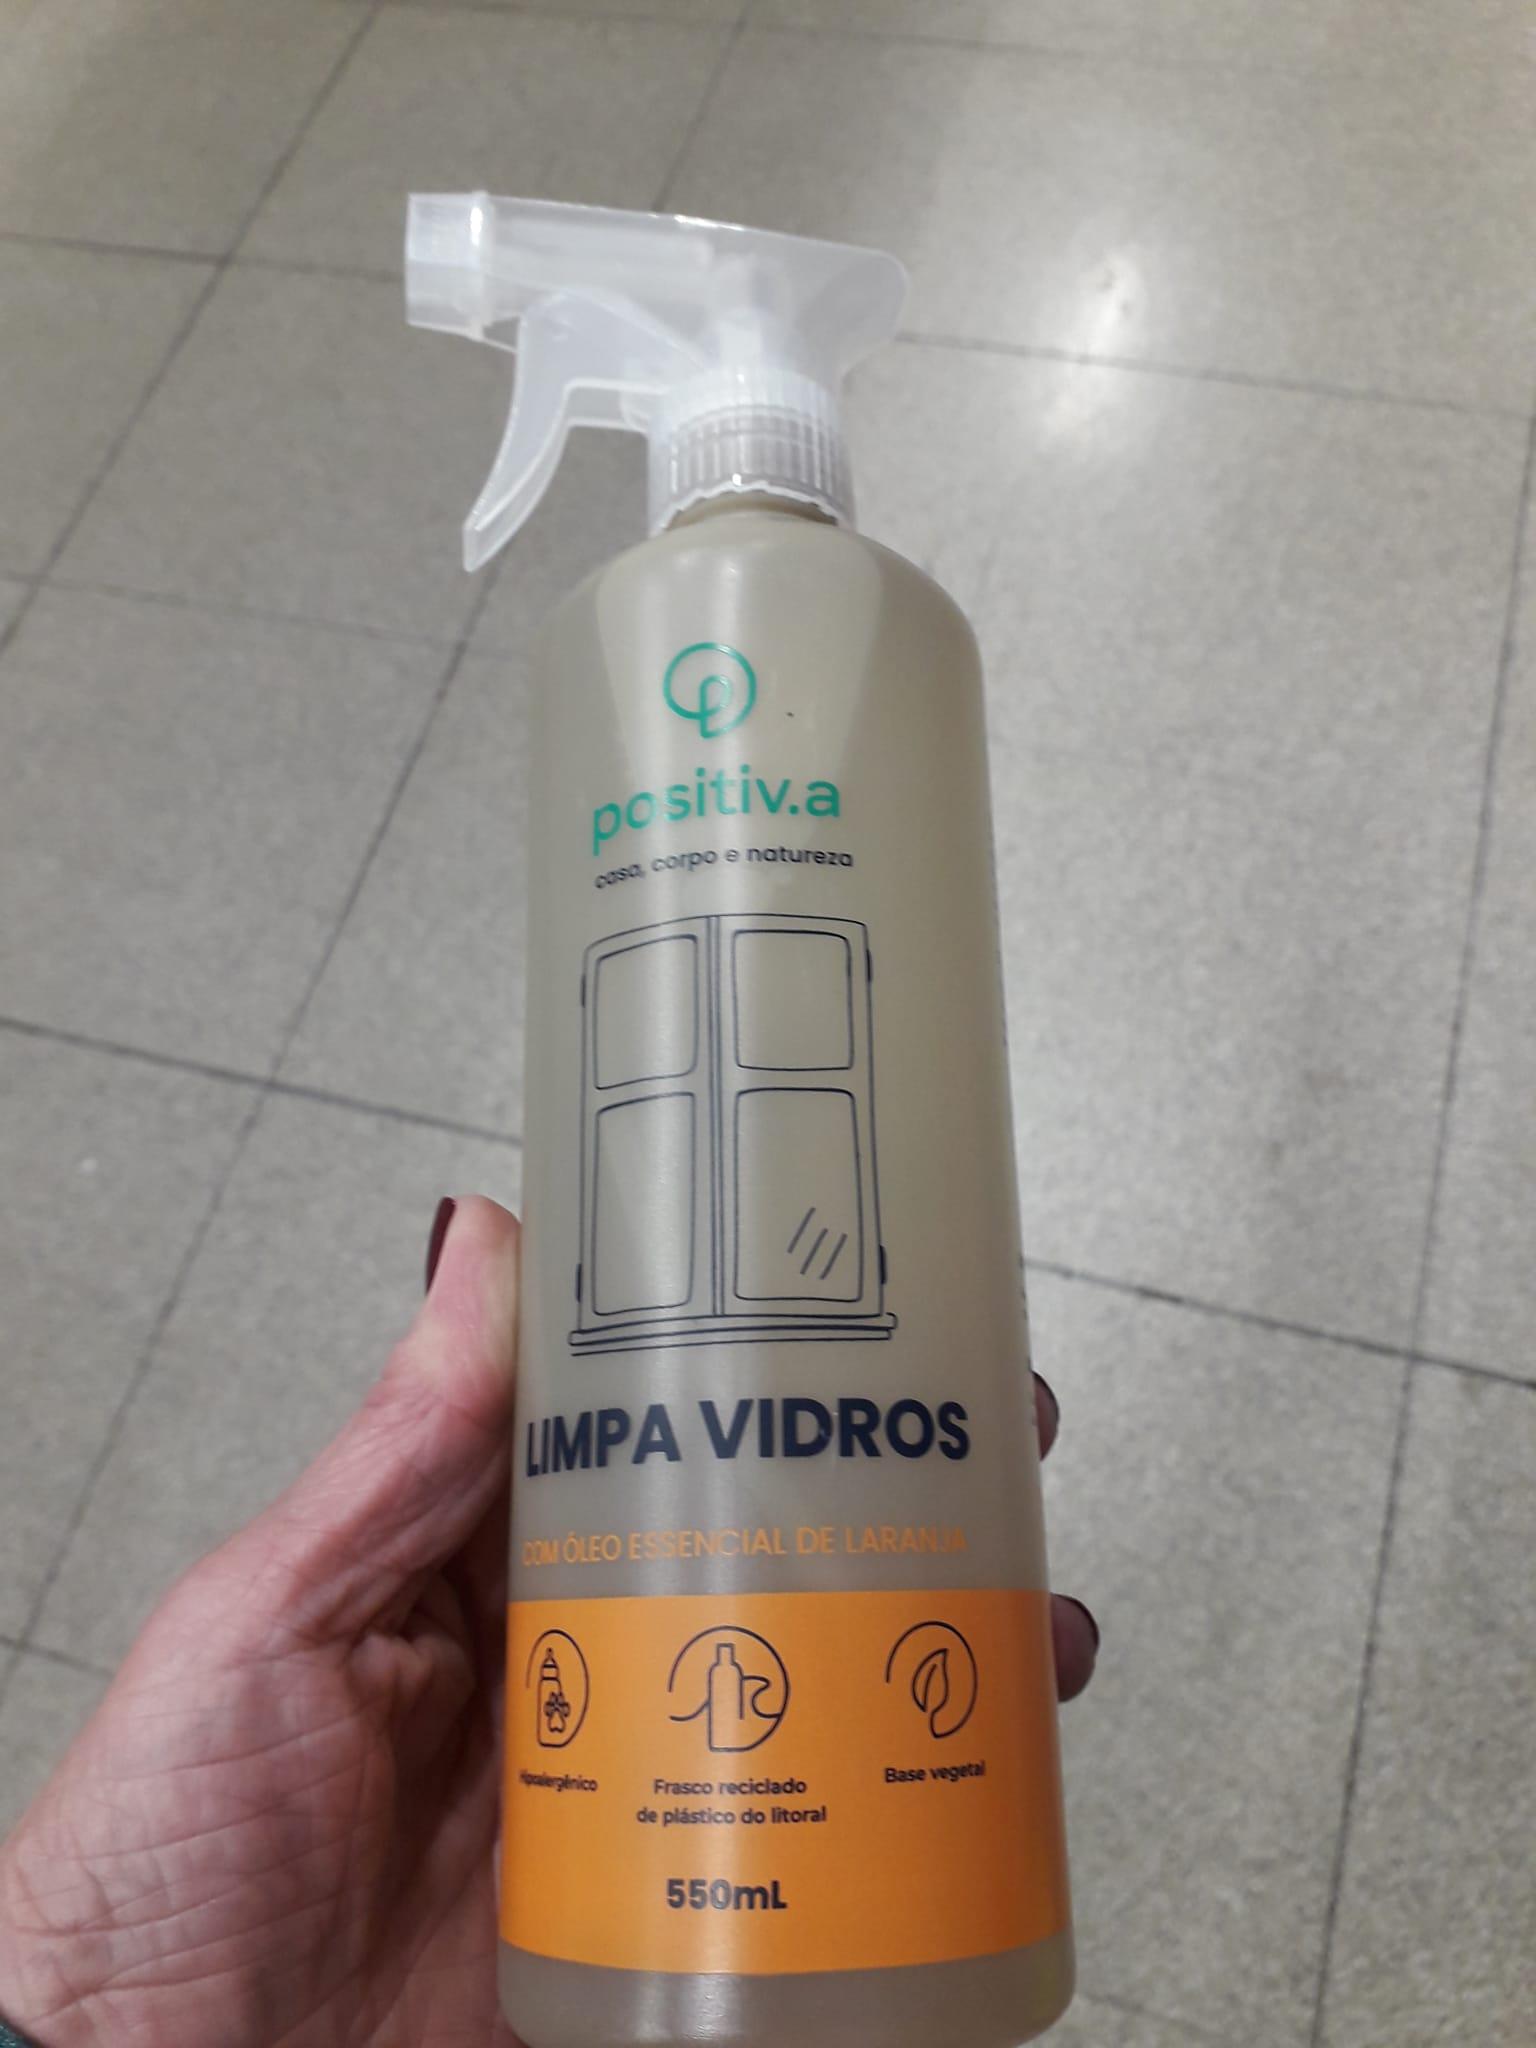 positiv.a
casa, corpo e natureza
LIMPA VIDROS
COM ÓLEO ESSENCIAL DE LARANJA
Hipoalergênico
Frasco reciclado
de plástico do litoral
Base vegetal
550mL